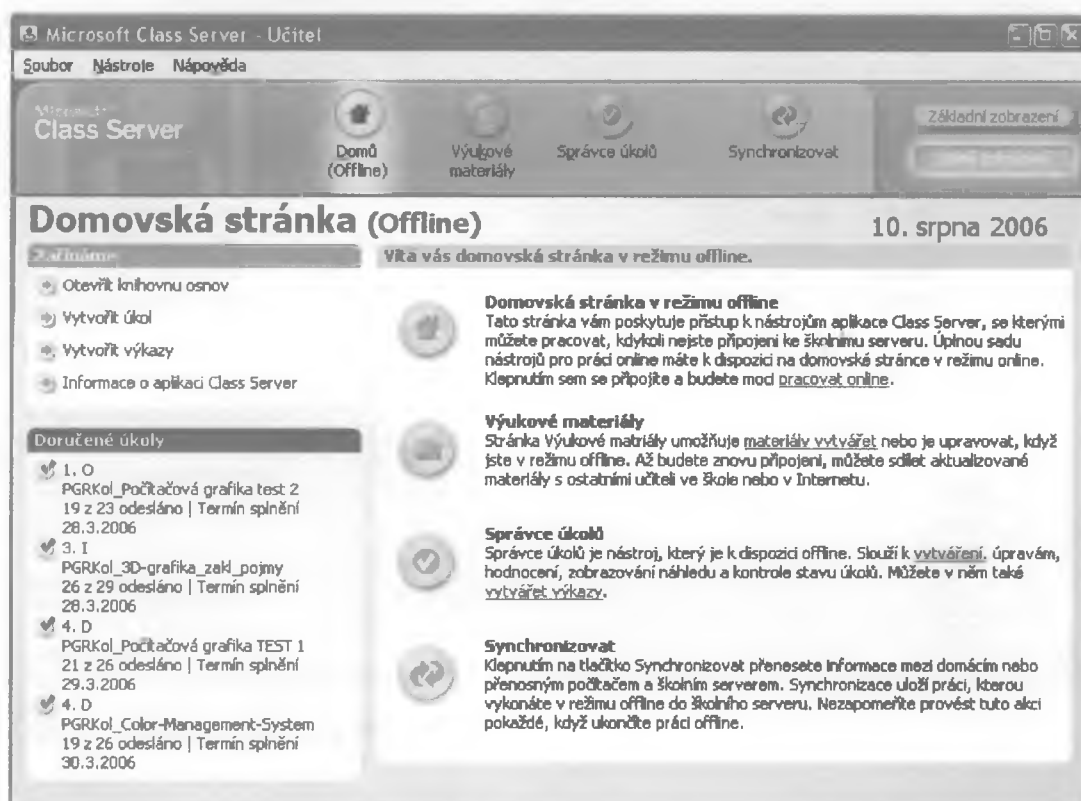 Microsoft Class Server - Učitel
Soubor Nástroje Nápověda
Microsoft
Class Server
Domů
(Offline)
Výukové
materiály
Správce úkolů
Synchronizovat
Základní zobrazení
Domovská stránka (Offline)
10. srpna 2006
Začínáme
Otevřít knihovnu osnov
Vytvořit úkol
Vytvořit výkazy
Informace o aplikaci Class Server
Doručené úkoly
1. O
PGRKol_Počítačová grafika test 2
19 z 23 odesláno | Termín splnění
28.3.2006
3. I
PGRKol_3D-grafika_zakl_pojmy
26 z 29 odesláno | Termín splnění
28.3.2006
4. D
PGRKol_Počítačová grafika TEST 1
21 z 26 odesláno | Termín splnění
29.3.2006
4. D
PGRKol_Color-Management-System
19 z 26 odesláno | Termín splnění
30.3.2006
Vítá vás domovská stránka v režimu offline.
Domovská stránka v režimu offline
Tato stránka vám poskytuje přístup k nástrojům aplikace Class Server, se kterými
můžete pracovat, kdykoli nejste připojeni ke školnímu serveru. Úplnou sadu
nástrojů pro práci online máte k dispozici na domovské stránce v režimu online.
Klepnutím sem se připojíte a budete moci pracovat online.
Výukové materiály
Stránka Výukové matriály umožňuje materiály vytvářet nebo je upravovat, když
jste v režimu offline. Až budete znovu připojeni, můžete sdílet aktualizované
materiály s ostatními učiteli ve škole nebo v Internetu.
Správce úkolů
Správce úkolů je nástroj, který je k dispozici offline. Slouží k vytváření, úpravám,
hodnocení, zobrazování náhledu a kontrole stavu úkolů. Můžete v něm také
vytvářet výkazy.
Synchronizovat
Klepnutím na tlačítko Synchronizovat přenesete informace mezi domácím nebo
přenosným počítačem a školním serverem. Synchronizace uloží práci, kterou
vykonáte v režimu offline do školního serveru. Nezapomeňte provést tuto akci
pokaždé, když ukončíte práci offline.